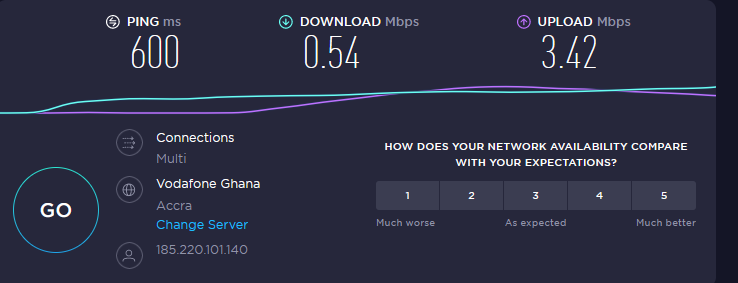 PING ms
DOWNLOAD Mbps
UPLOAD Mbps
600
0.54
3.42
Connections
Multi
Vodafone Ghana
Accra
Change Server
185.220.101.140
GO
HOW DOES YOUR NETWORK AVAILABILITY COMPARE
WITH YOUR EXPECTATIONS?
1
2
3
4
5
Much worse
As expected
Much better